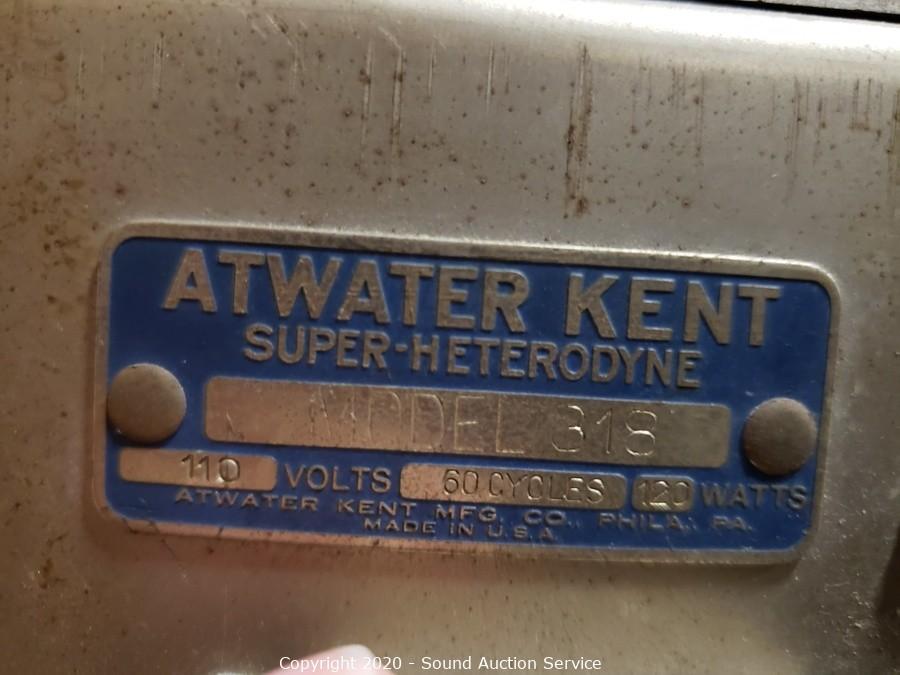 ATWATER KENT
SUPER-HETERODYNE
MODEL 318
110 VOLTS 60 CYCLES 120 WATTS
ATWATER KENT MFG. CO., PHILA., PA.
MADE IN U.S.A.
Copyright 2020 - Sound Auction Service